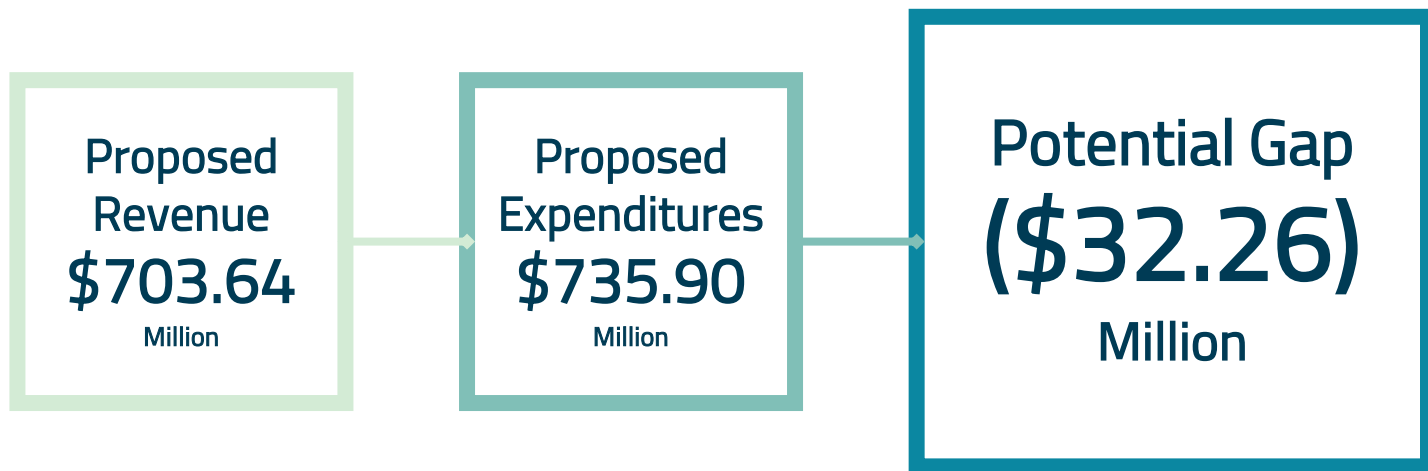 Proposed
Revenue
$703.64
Million
Proposed
Expenditures
$735.90
Million
Potential Gap
($32.26)
Million